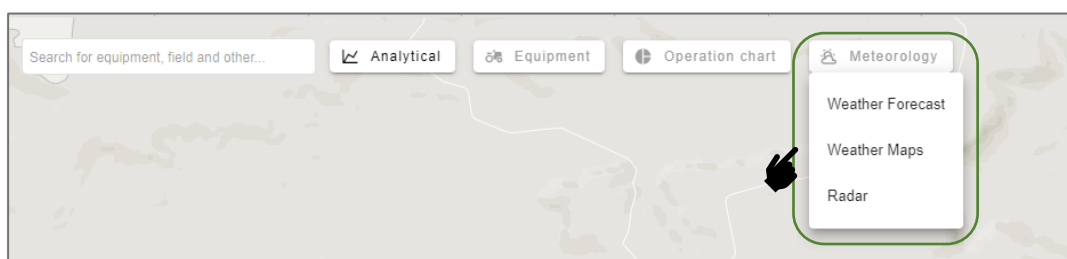 Search for equipment, field and other...
Analytical
Equipment
Operation chart
Meteorology
Weather Forecast
Weather Maps
Radar